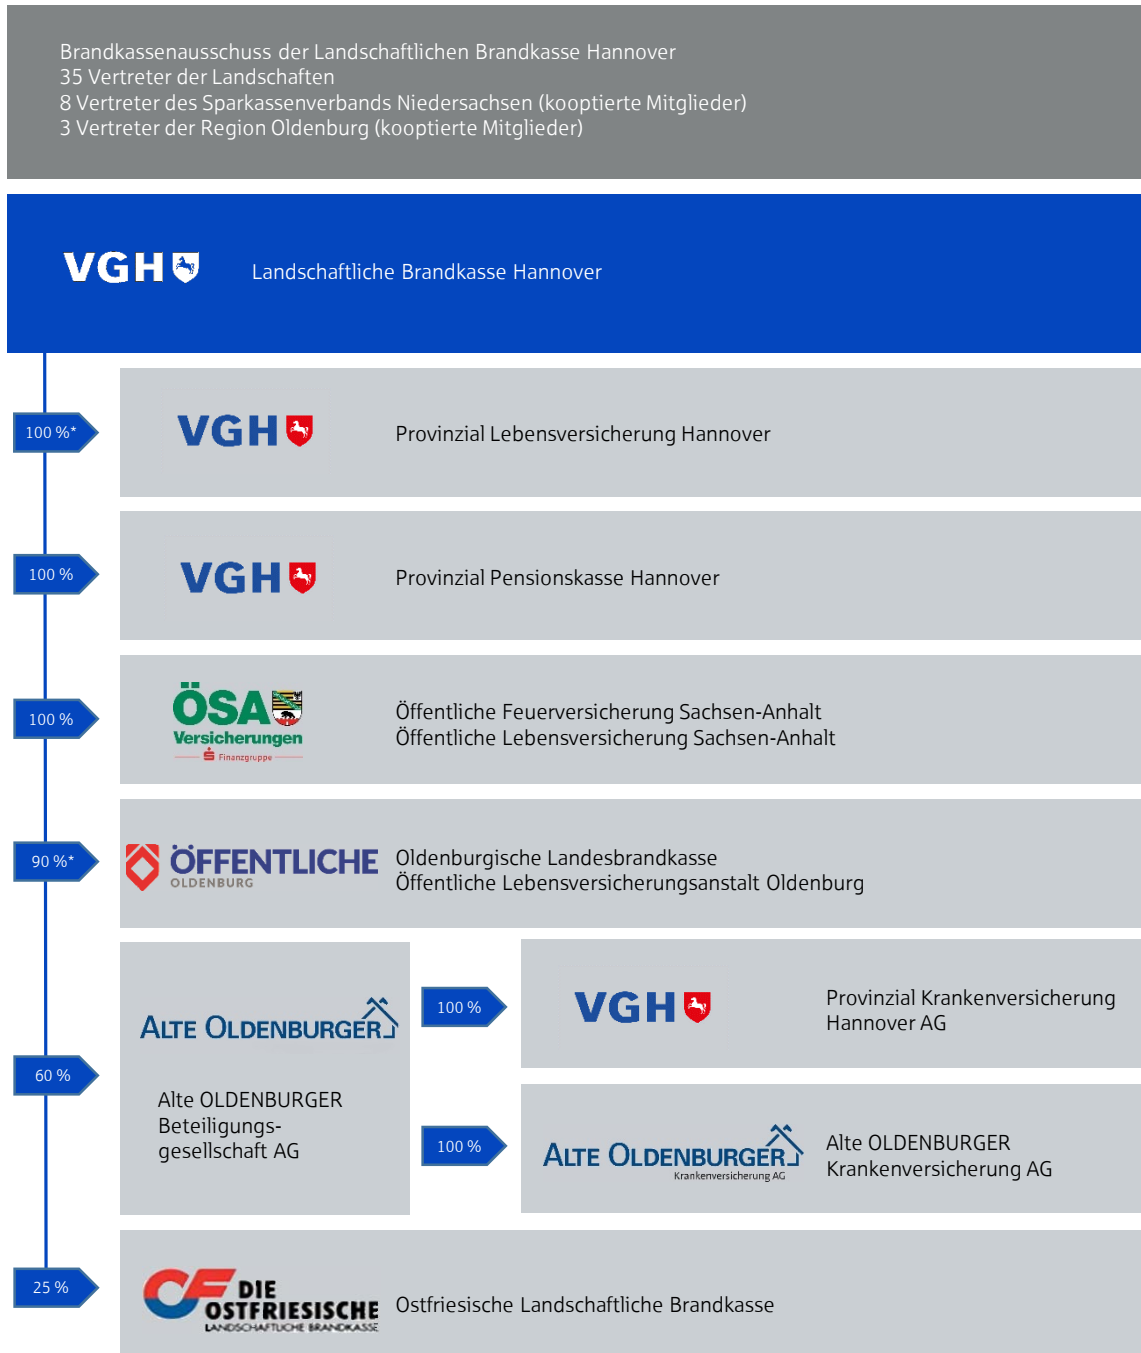 Brandkassenausschuss der Landschaftlichen Brandkasse Hannover
35 Vertreter der Landschaften
8 Vertreter des Sparkassenverbands Niedersachsen (kooptierte Mitglieder)
3 Vertreter der Region Oldenburg (kooptierte Mitglieder)
VGH
Landschaftliche Brandkasse Hannover
100 %*
VGH
Provinzial Lebensversicherung Hannover
100 %
VGH
Provinzial Pensionskasse Hannover
100 %
ÖSA
Versicherungen
Finanzgruppe
Öffentliche Feuerversicherung Sachsen-Anhalt
Öffentliche Lebensversicherung Sachsen-Anhalt
90 %*
ÖFFENTLICHE
OLDENBURG
Oldenburgische Landesbrandkasse
Öffentliche Lebensversicherungsanstalt Oldenburg
60 %
ALTE OLDENBURGER
Alte OLDENBURGER
Beteiligungs-
gesellschaft AG
100 %
VGH
Provinzial Krankenversicherung
Hannover AG
100 %
ALTE OLDENBURGER
Krankenversicherung AG
Alte OLDENBURGER
Krankenversicherung AG
25 %
DIE
OSTFRIESISCHE
LANDSCHAFTLICHE BRANDKASSE
Ostfriesische Landschaftliche Brandkasse